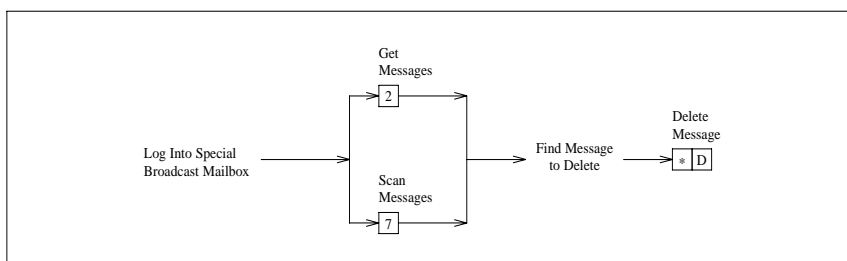 Get
Messages
2
Log Into Special
Broadcast Mailbox
Scan
Messages
7
Find Message
to Delete
Delete
Message
* D